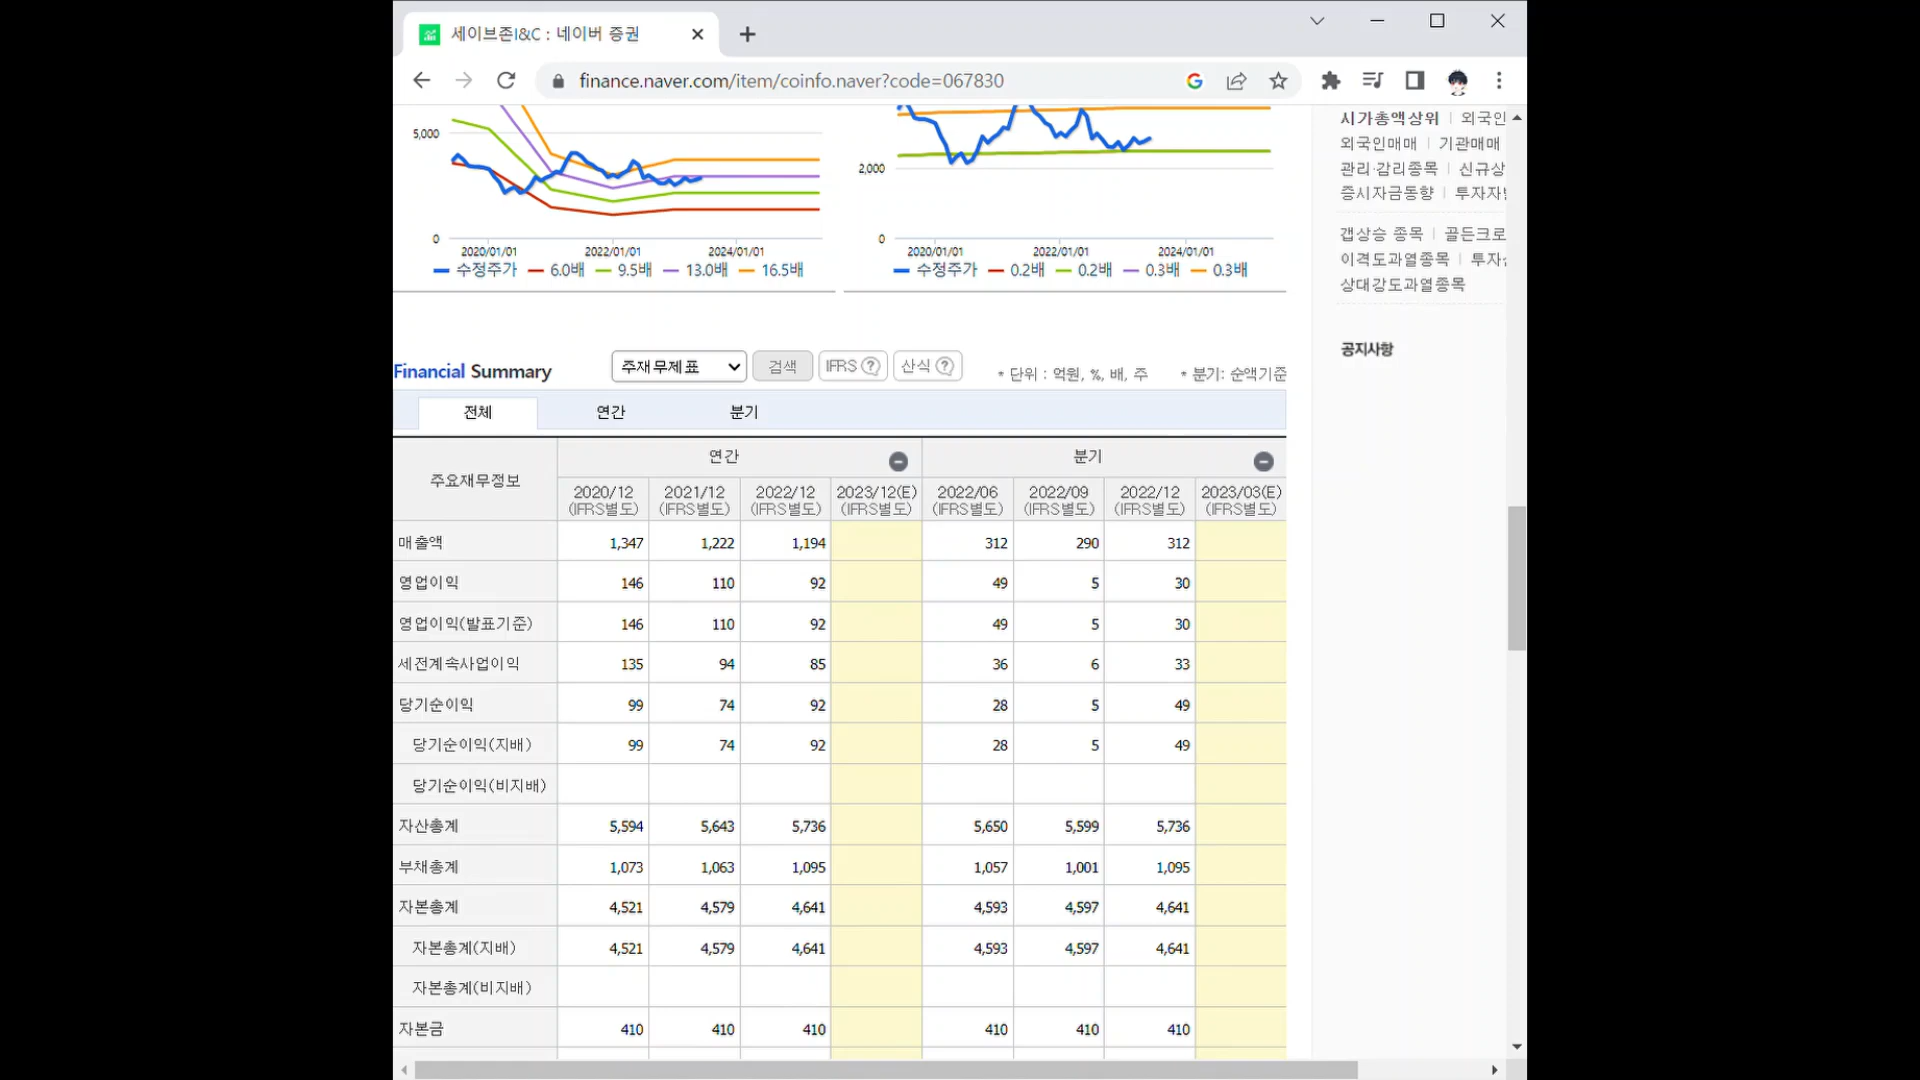 세이브존I&C : 네이버 증권
finance.naver.com/item/coinfo.naver?code=067830
5,000
0
2020/01/01 2022/01/01 2024/01/01
수정주가 6.0배 9.5배 13.0배 16.5배
2,000
0
2020/01/01 2022/01/01 2024/01/01
수정주가 0.2배 0.2배 0.3배 0.3배
시가총액상위 외국인
외국인매매 기관매매
관리·감리종목 신규상
증시자금동향
갭상승 종목 골든크로
이격도과열종목
상대강도과열종목
공지사항
Financial Summary 주재무제표 검색 IFRS ? 산식 ? * 단위 : 억원, %, 배, 주 * 분기: 순액기준
전체 연간 분기
주요재무정보 연간 분기
2020/12 2021/12 2022/12 2023/12(E) 2022/06 2022/09 2022/12 2023/03(E)
(IFRS별도) (IFRS별도) (IFRS별도) (IFRS별도) (IFRS별도) (IFRS별도) (IFRS별도) (IFRS별도)
매출액 1,347 1,222 1,194 312 290 312
영업이익 146 110 92 49 5 30
영업이익(발표기준) 146 110 92 49 5 30
세전계속사업이익 135 94 85 36 6 33
당기순이익 99 74 92 28 5 49
당기순이익(지배) 99 74 92 28 5 49
당기순이익(비지배)
자산총계 5,594 5,643 5,736 5,650 5,599 5,736
부채총계 1,073 1,063 1,095 1,057 1,001 1,095
자본총계 4,521 4,579 4,641 4,593 4,597 4,641
자본총계(지배) 4,521 4,579 4,641 4,593 4,597 4,641
자본총계(비지배)
자본금 410 410 410 410 410 410